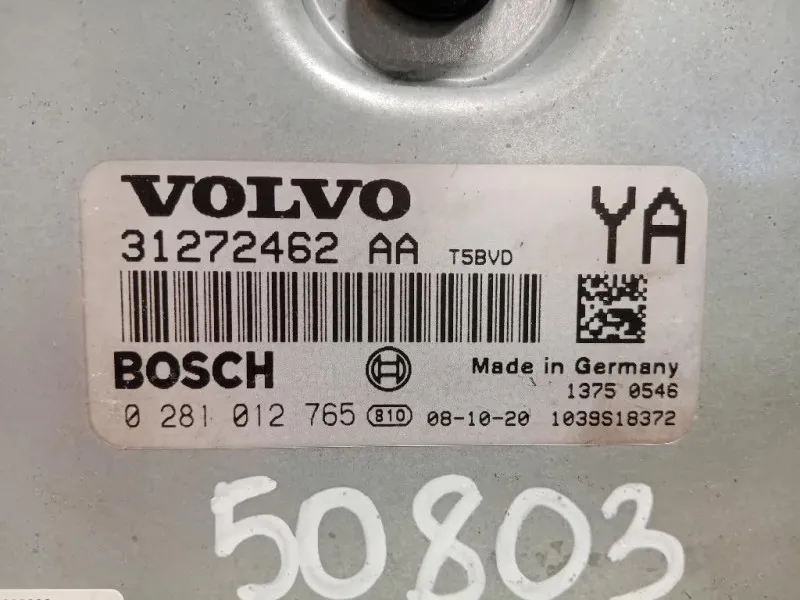 VOLVO
31272462 AA T5BVD
YA
BOSCH
Made in Germany
1375 0546
0 281 012 765 810 08-10-20 1039S18372
50803